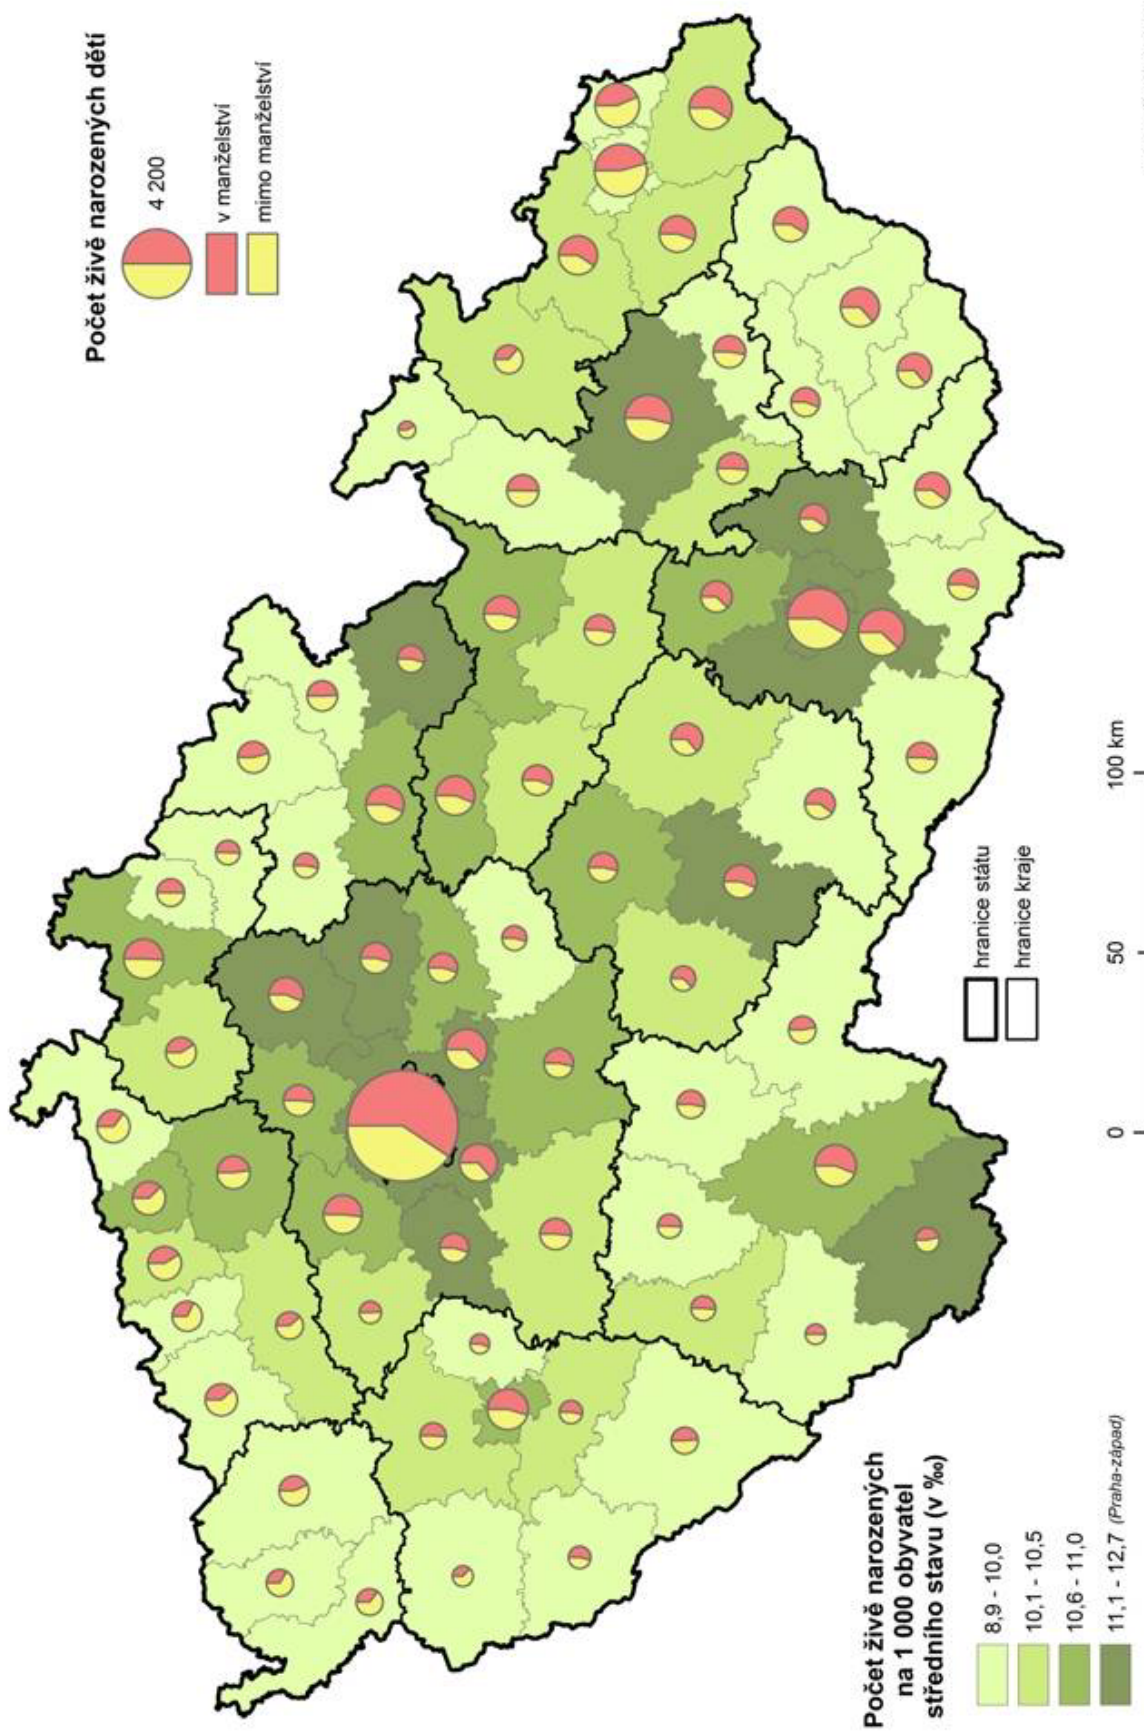 Počet živě narozených dětí
4 200
v manželství
mimo manželství
Počet živě narozených
na 1 000 obyvatel
středního stavu (v ‰)
8,9 - 10,0
10,1 - 10,5
10,6 - 11,0
11,1 - 12,7 (Praha-západ)
hranice státu
hranice kraje
0
50
100 km